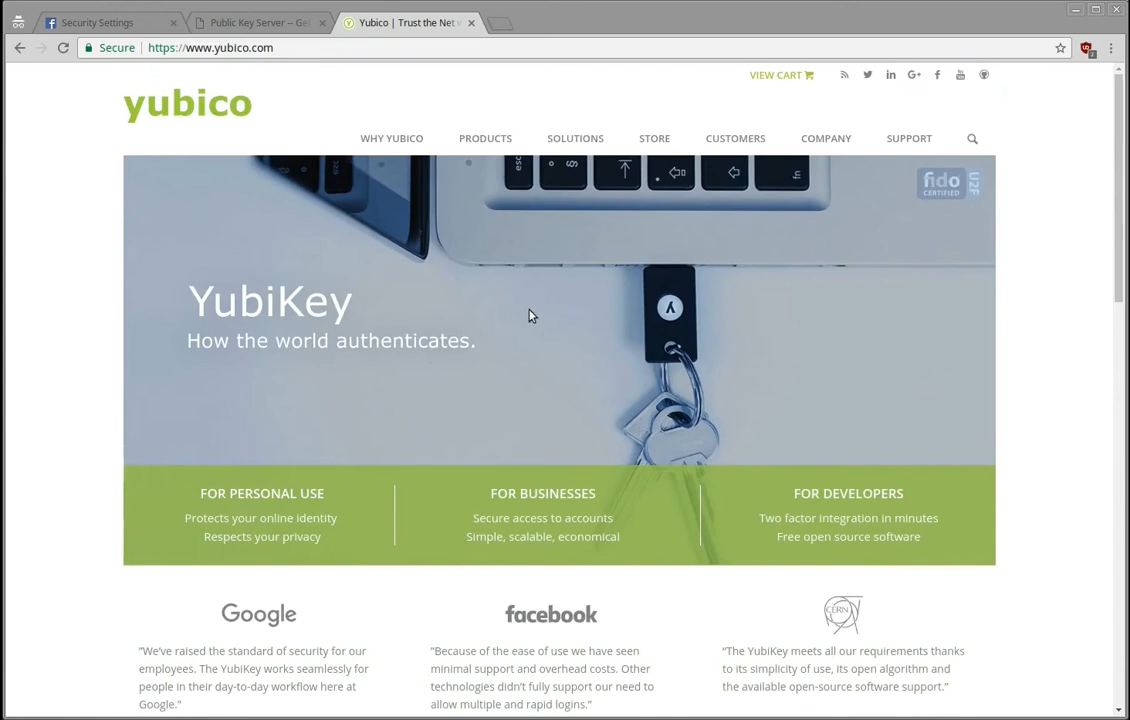 Security Settings
Public Key Server -- Ge
Yubico | Trust the Net
Secure
https://www.yubico.com
VIEW CART
yubico
WHY YUBICO PRODUCTS SOLUTIONS STORE CUSTOMERS COMPANY SUPPORT
esc
§
fn
fido
CERTIFIED
U2F
YubiKey
How the world authenticates.
FOR PERSONAL USE
Protects your online identity
Respects your privacy
FOR BUSINESSES
Secure access to accounts
Simple, scalable, economical
FOR DEVELOPERS
Two factor integration in minutes
Free open source software
Google
"We've raised the standard of security for our
employees. The YubiKey works seamlessly for
people in their day-to-day workflow here at
Google."
facebook
"Because of the ease of use we have seen
minimal support and overhead costs. Other
technologies didn't fully support our need to
allow multiple and rapid logins."
CERN
"The YubiKey meets all our requirements thanks
to its simplicity of use, its open algorithm and
the available open-source software support."